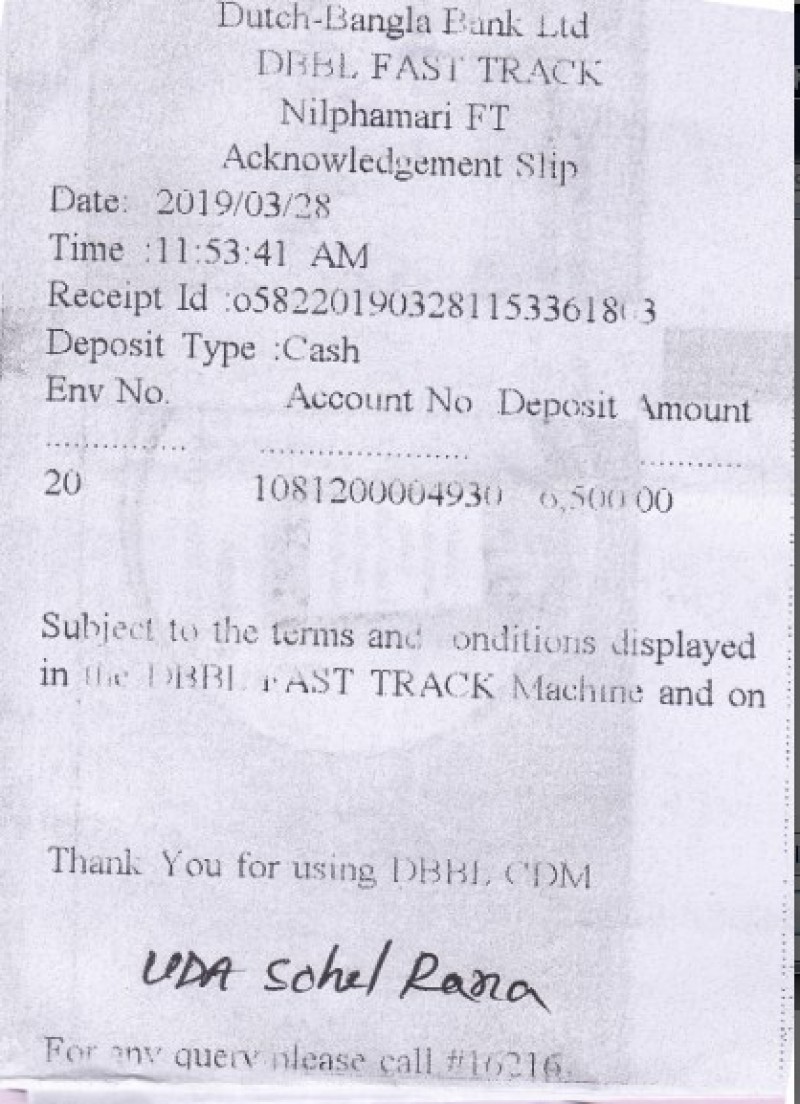 Dutch-Bangla Bank Ltd
DBBL FAST TRACK
Nilphamari FT
Acknowledgement Slip
Date: 2019/03/28
Time :11:53:41 AM
Deposit Type :Cash
Receipt Id
Env No. Account No Deposit Amount
20 1081200004930 6,500.00
Subject to the terms and conditions displayed
in the DBBL FAST TRACK Machine and on
Thank You for using DBBL CDM
UDA Sohel Rana
For any query please call #16216